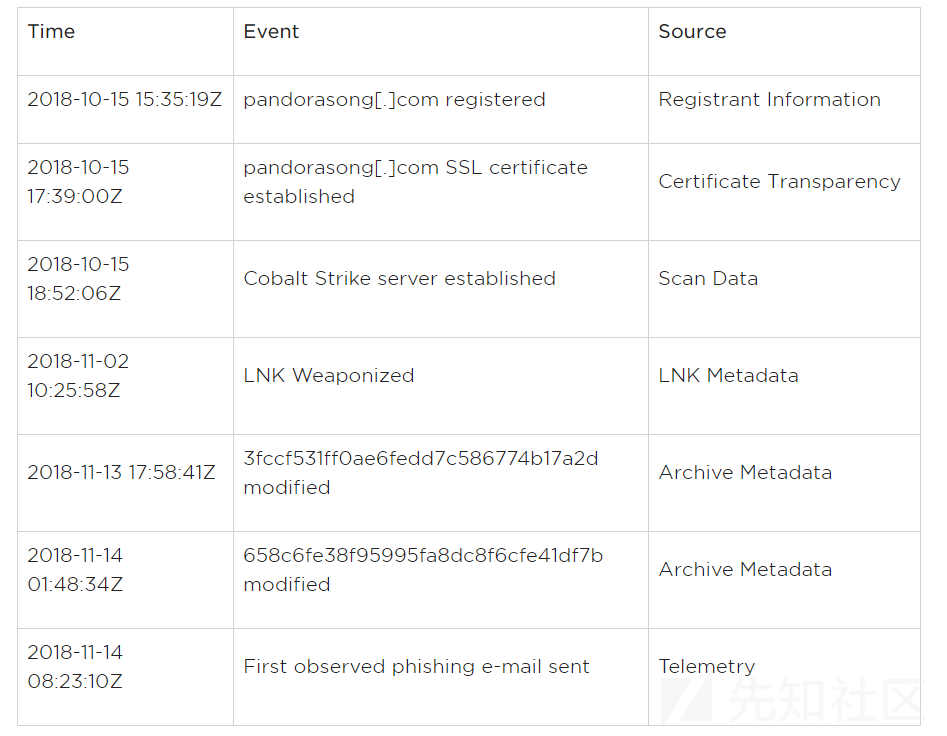 Time Event Source
2018-10-15 15:35:19Z pandorasong[.]com registered Registrant Information
2018-10-15
17:39:00Z
pandorasong[.]com SSL certificate
established
Certificate Transparency
2018-10-15
18:52:06Z
Cobalt Strike server established
Scan Data
2018-11-02
10:25:58Z
LNK Weaponized
LNK Metadata
2018-11-13 17:58:41Z
3fccf531ff0ae6fedd7c586774b17a2d
modified
Archive Metadata
2018-11-14
01:48:34Z
658c6fe38f95995fa8dc8f6cfe41df7b
modified
Archive Metadata
2018-11-14
08:23:10Z
First observed phishing e-mail sent
Telemetry
先知社区